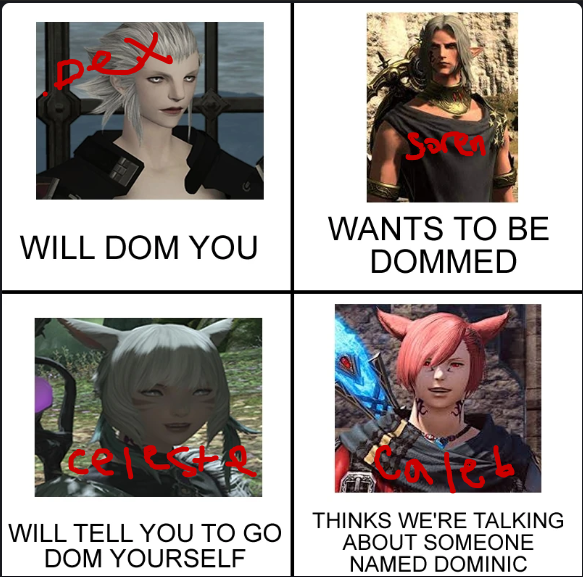 .Dex
WILL DOM YOU
Soren
WANTS TO BE
DOMMED
celeste
WILL TELL YOU TO GO
DOM YOURSELF
Caleb
THINKS WE'RE TALKING
ABOUT SOMEONE
NAMED DOMINIC